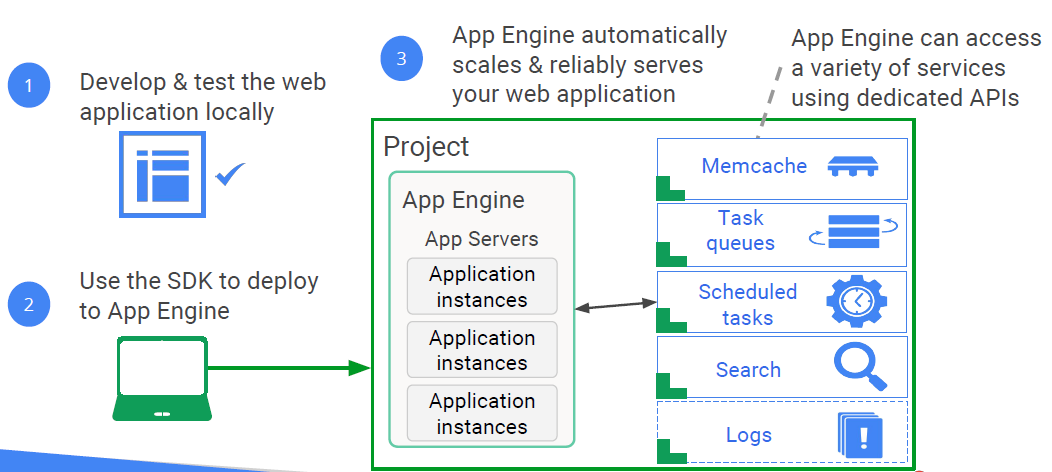 1
Develop & test the web
application locally
2
Use the SDK to deploy
to App Engine
3
App Engine automatically
scales & reliably serves
your web application
App Engine can access
a variety of services
using dedicated APIs
Project
App Engine
App Servers
Application
instances
Application
instances
Application
instances
Memcache
Task
queues
Scheduled
tasks
Search
Logs